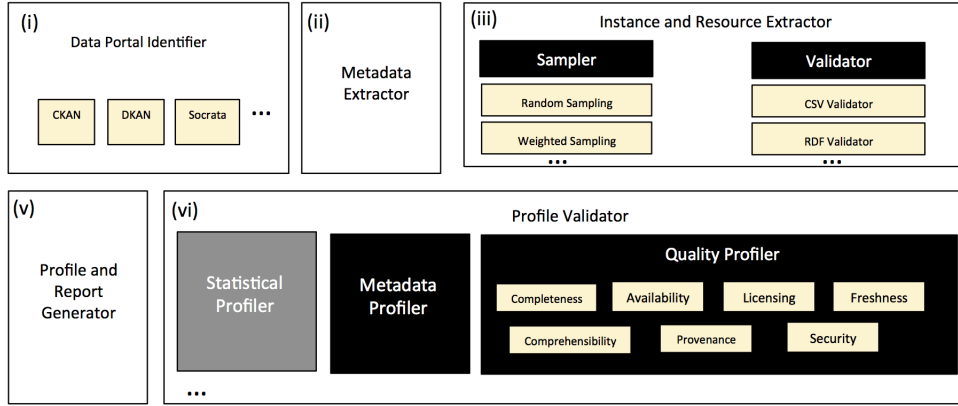 (i)
Data Portal Identifier
CKAN
DKAN
Socrata
...
(ii)
Metadata
Extractor
(iii)
Instance and Resource Extractor
Sampler
Random Sampling
Weighted Sampling
...
Validator
CSV Validator
RDF Validator
...
(v)
Profile and
Report
Generator
(vi)
Profile Validator
Statistical
Profiler
Metadata
Profiler
Quality Profiler
Completeness
Availability
Licensing
Freshness
Comprehensibility
Provenance
Security
...